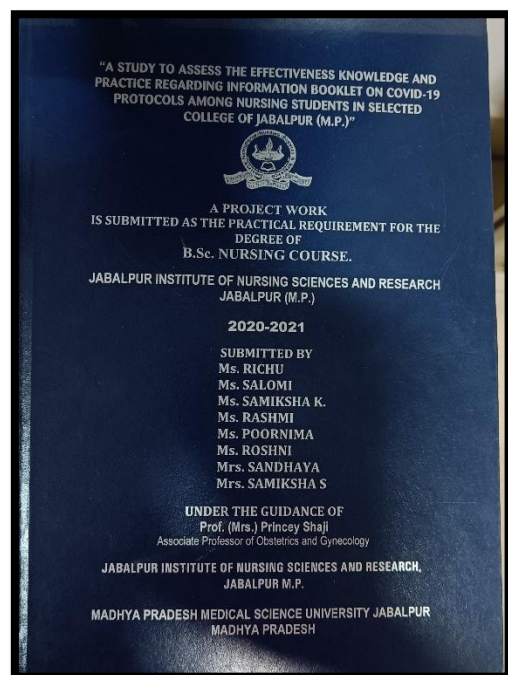 "A STUDY TO ASSESS THE EFFECTIVENESS KNOWLEDGE AND
PRACTICE REGARDING INFORMATION BOOKLET ON COVID-19
PROTOCOLS AMONG NURSING STUDENTS IN SELECTED
COLLEGE OF JABALPUR (M.P.)"
A PROJECT WORK
IS SUBMITTED AS THE PRACTICAL REQUIREMENT FOR THE
DEGREE OF
B.Sc. NURSING COURSE.
JABALPUR INSTITUTE OF NURSING SCIENCES AND RESEARCH
JABALPUR (M.P.)
2020-2021
SUBMITTED BY
Ms. RICHU
Ms. SALOMI
Ms. SAMIKSHA K.
Ms. RASHMI
Ms. POORNIMA
Ms. ROSHNI
Mrs. SANDHAYA
Mrs. SAMIKSHA S
UNDER THE GUIDANCE OF
Prof. (Mrs.) Princey Shaji
Associate Professor of Obstetrics and Gynecology
JABALPUR INSTITUTE OF NURSING SCIENCES AND RESEARCH,
JABALPUR M.P.
MADHYA PRADESH MEDICAL SCIENCE UNIVERSITY JABALPUR
MADHYA PRADESH